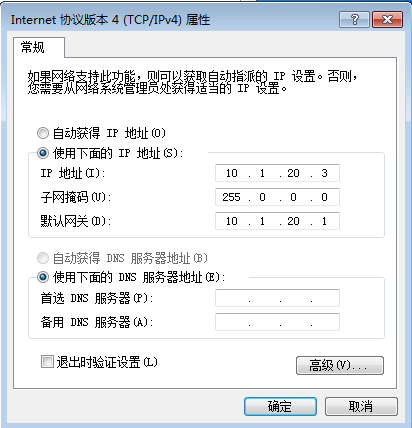 Internet 协议版本 4 (TCP/IPv4) 属性
常规
如果网络支持此功能，则可以获取自动指派的 IP 设置。否则，
您需要从网络系统管理员处获得适当的 IP 设置。
自动获得 IP 地址(O)
使用下面的 IP 地址(S):
IP 地址(I): 10 . 1 . 20 . 3
子网掩码(U): 255 . 0 . 0 . 0
默认网关(D): 10 . 1 . 20 . 1
自动获得 DNS 服务器地址(B)
使用下面的 DNS 服务器地址(E):
首选 DNS 服务器(P): . . .
备用 DNS 服务器(A): . . .
退出时验证设置(L)
高级(V)...
确定 取消